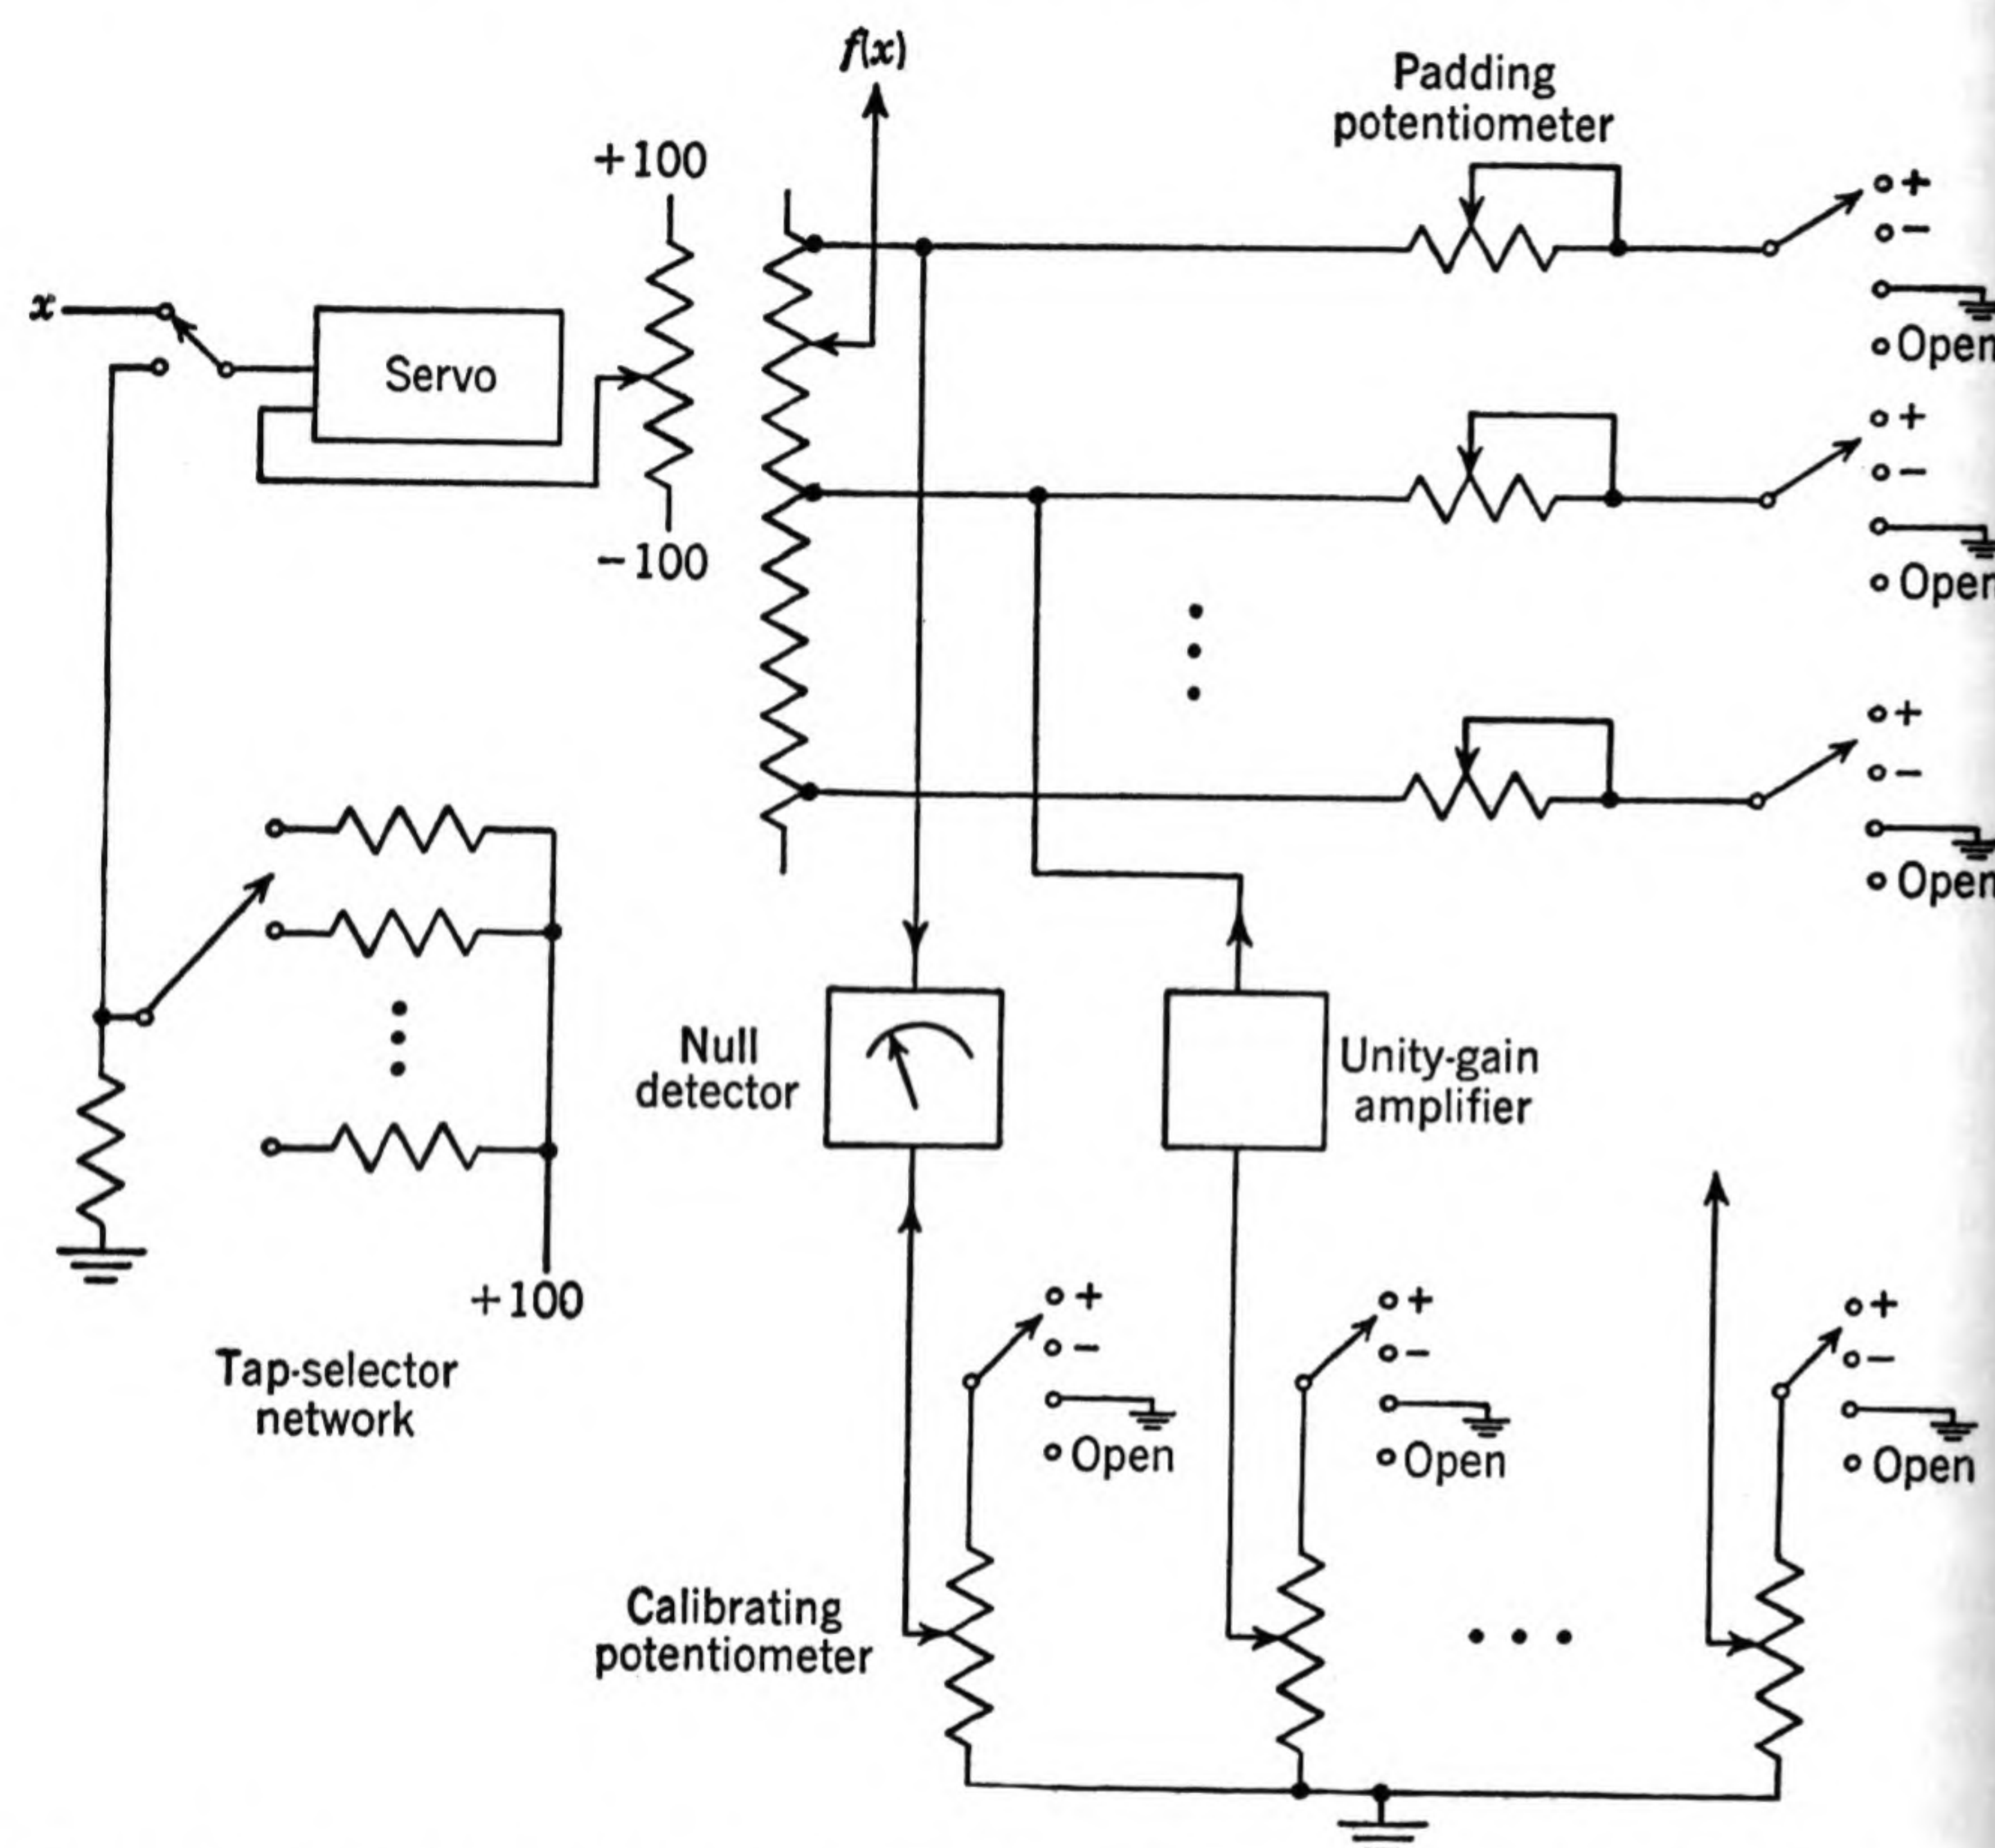 f(x)
Padding
potentiometer
+100
+
−
x
Servo
Open
+
−
−100
Open
+
−
Open
Null
detector
Unity-gain
amplifier
+100
+
−
Open
+
−
Open
+
−
Open
Tap-selector
network
Calibrating
potentiometer